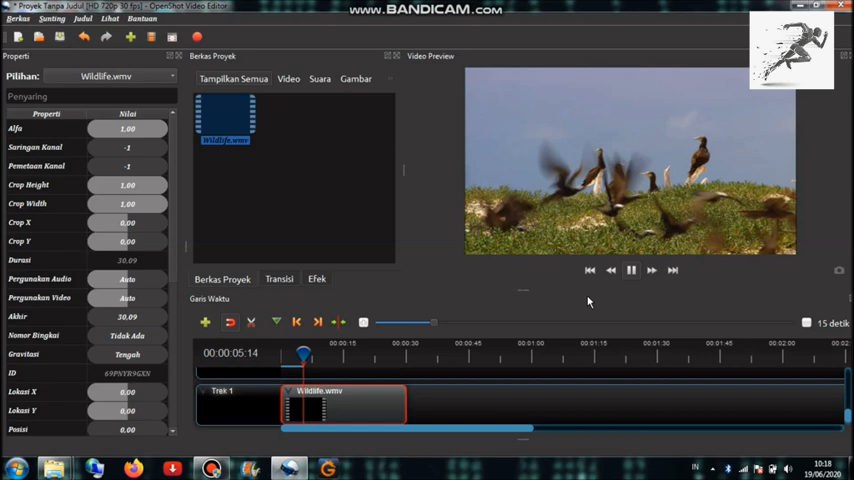 * Proyek Tanpa Judul [HD 720p 30 fps] - OpenShot Video Editor
www.BANDICAM.com
Berkas Sunting Judul Lihat Bantuan
Properti
Berkas Proyek
Video Preview
Pilihan: Wildlife.wmv
Tampilkan Semua Video Suara Gambar
Penyaring
Properti Nilai
Alfa 1,00
Saringan Kanal -1
Pemetaan Kanal -1
Crop Height 1,00
Crop Width 1,00
Crop X 0,00
Crop Y 0,00
Durasi 30,09
Pergunakan Audio Auto
Pergunakan Video Auto
Akhir 30,09
Nomor Bingkai Tidak Ada
Gravitasi Tengah
ID 69PNYR9GXN
Lokasi X 0,00
Lokasi Y 0,00
Posisi 0,00
Wildlife.wmv
Berkas Proyek Transisi Efek
Garis Waktu
15 detik
00:00:05:14
00:00:15 00:00:30 00:00:45 00:01:00 00:01:15 00:01:30 00:01:45 00:02:00 00:02:
Trek 1
Wildlife.wmv
IN
10:18
19/06/2020